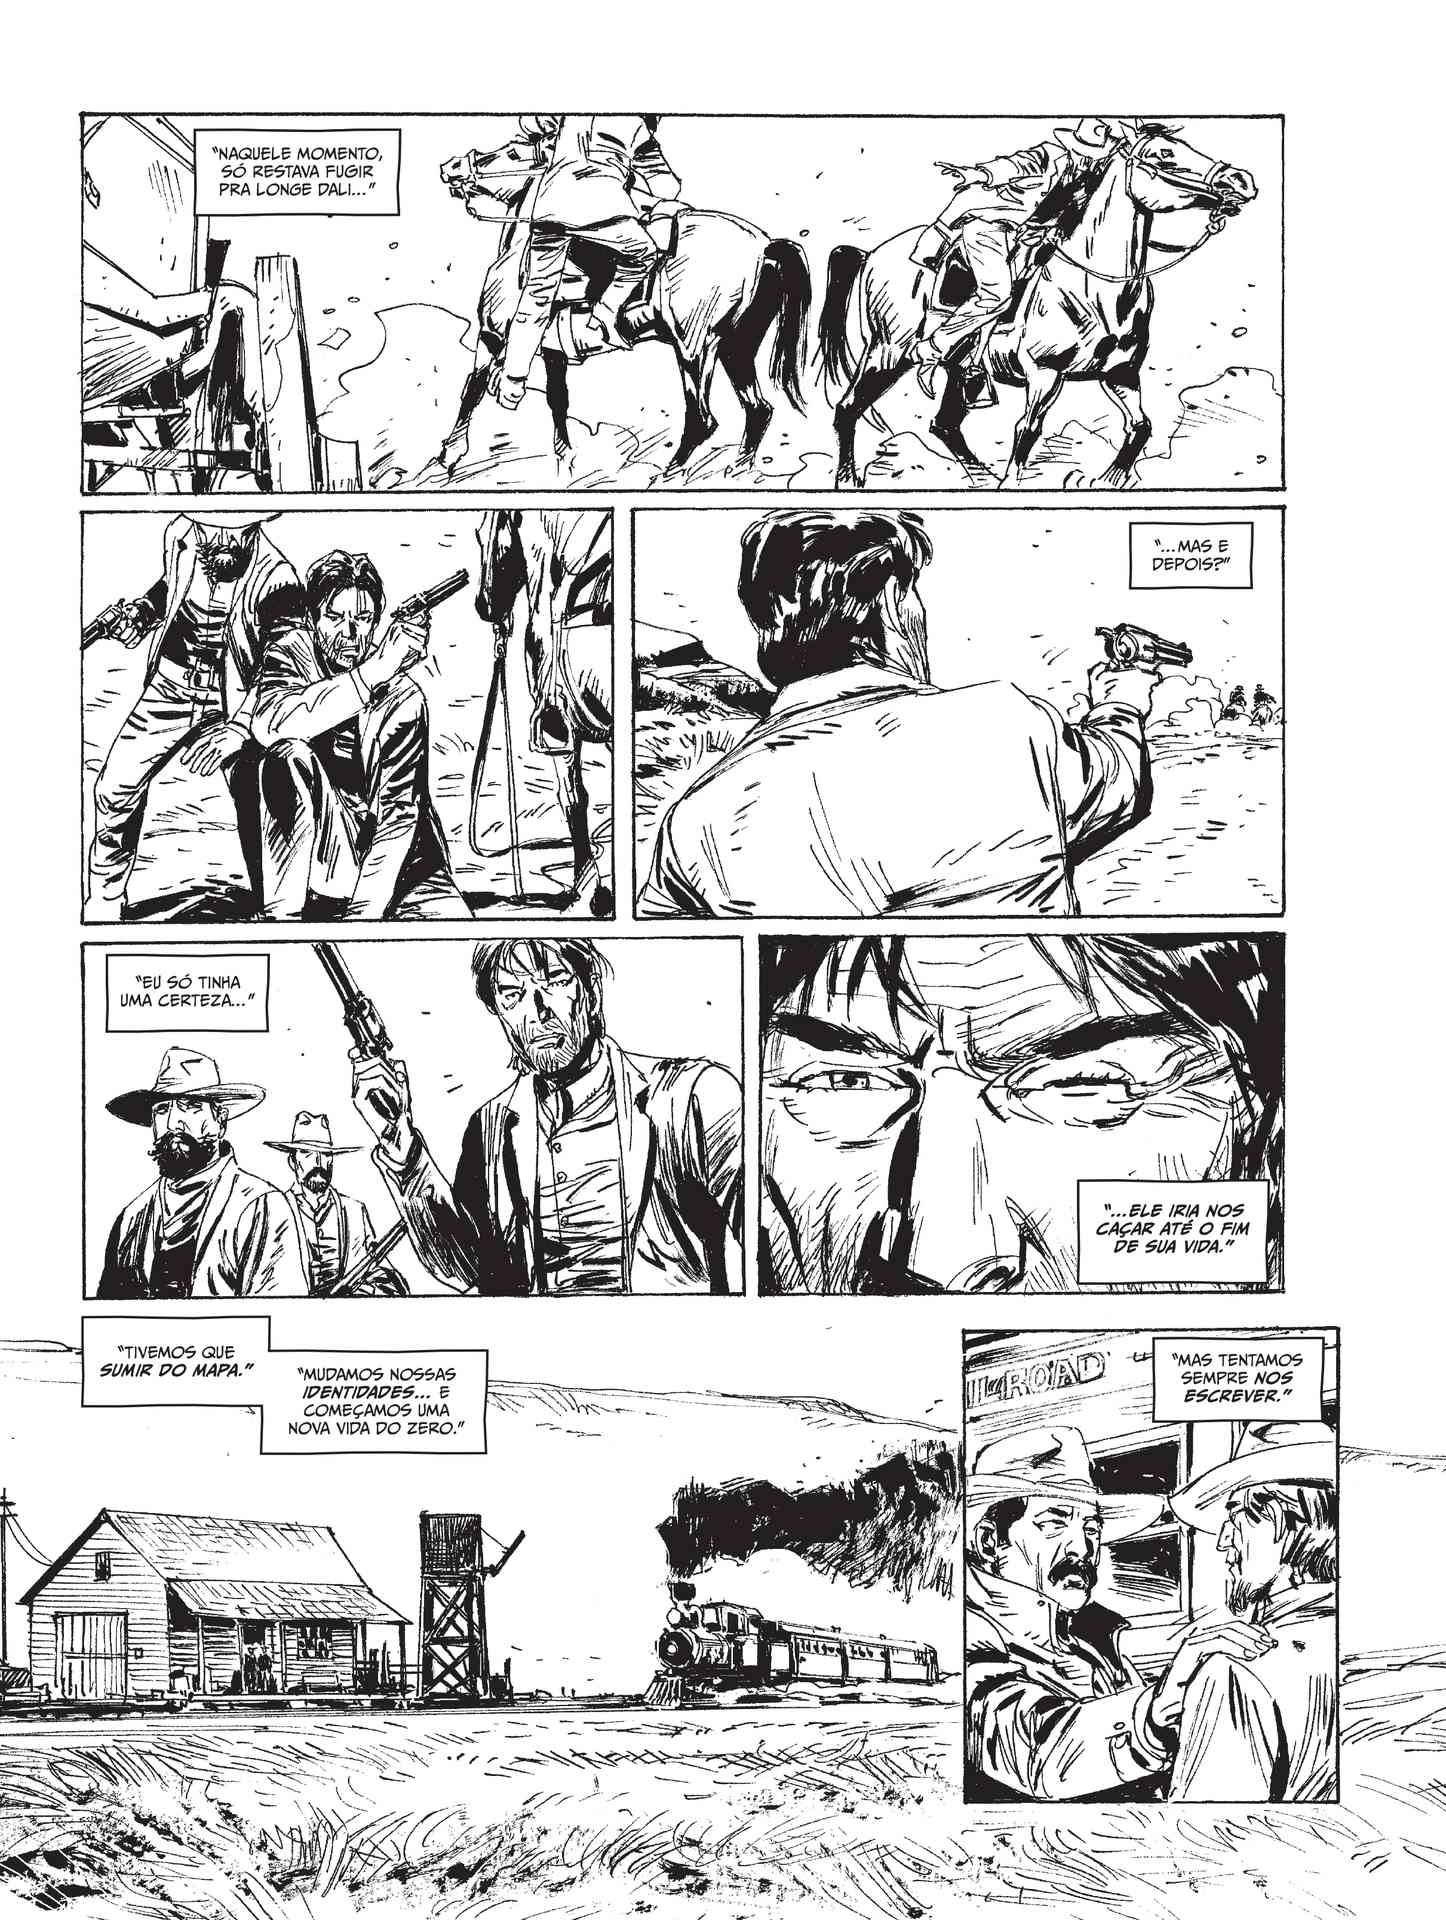 "NAQUELE MOMENTO,
SÓ RESTAVA FUGIR
PRA LONGE DALI..."
"...MAS E
DEPOIS?"
"EU SÓ TINHA
UMA CERTEZA..."
"...ELE IRIA NOS
CAÇAR ATÉ O FIM
DE SUA VIDA."
"TIVEMOS QUE
SUMIR DO MAPA."
"MUDAMOS NOSSAS
IDENTIDADES... E
COMEÇAMOS UMA
NOVA VIDA DO ZERO."
"MAS TENTAMOS
SEMPRE NOS
ESCREVER."
IL-ROAD